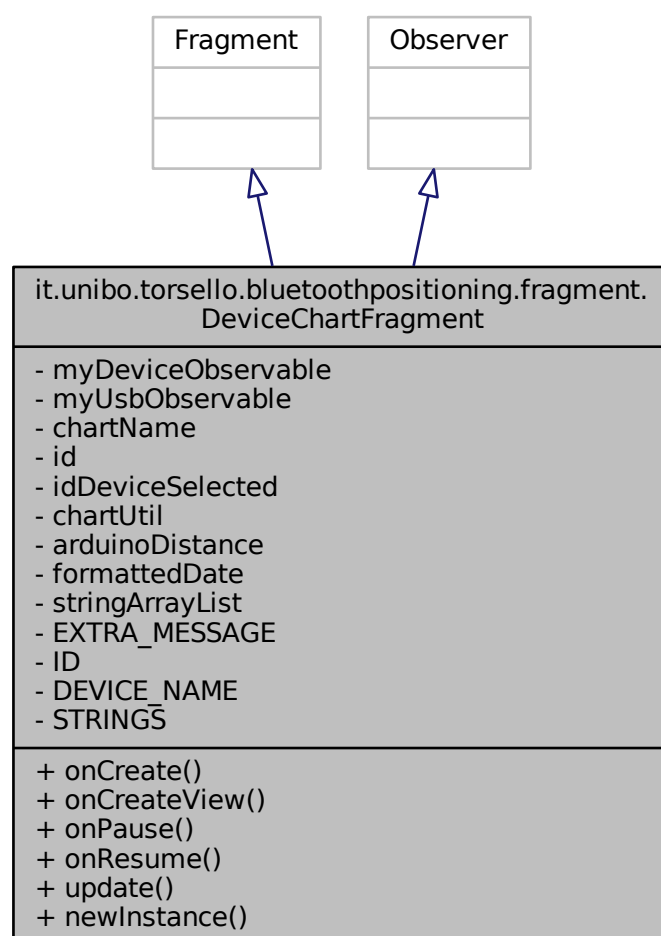 Fragment
Observer
it.unibo.torsello.bluetoothpositioning.fragment.
DeviceChartFragment
- myDeviceObservable
- myUsbObservable
- chartName
- id
- idDeviceSelected
- chartUtil
- arduinoDistance
- formattedDate
- stringArrayList
- EXTRA_MESSAGE
- ID
- DEVICE_NAME
- STRINGS
+ onCreate()
+ onCreateView()
+ onPause()
+ onResume()
+ update()
+ newInstance()